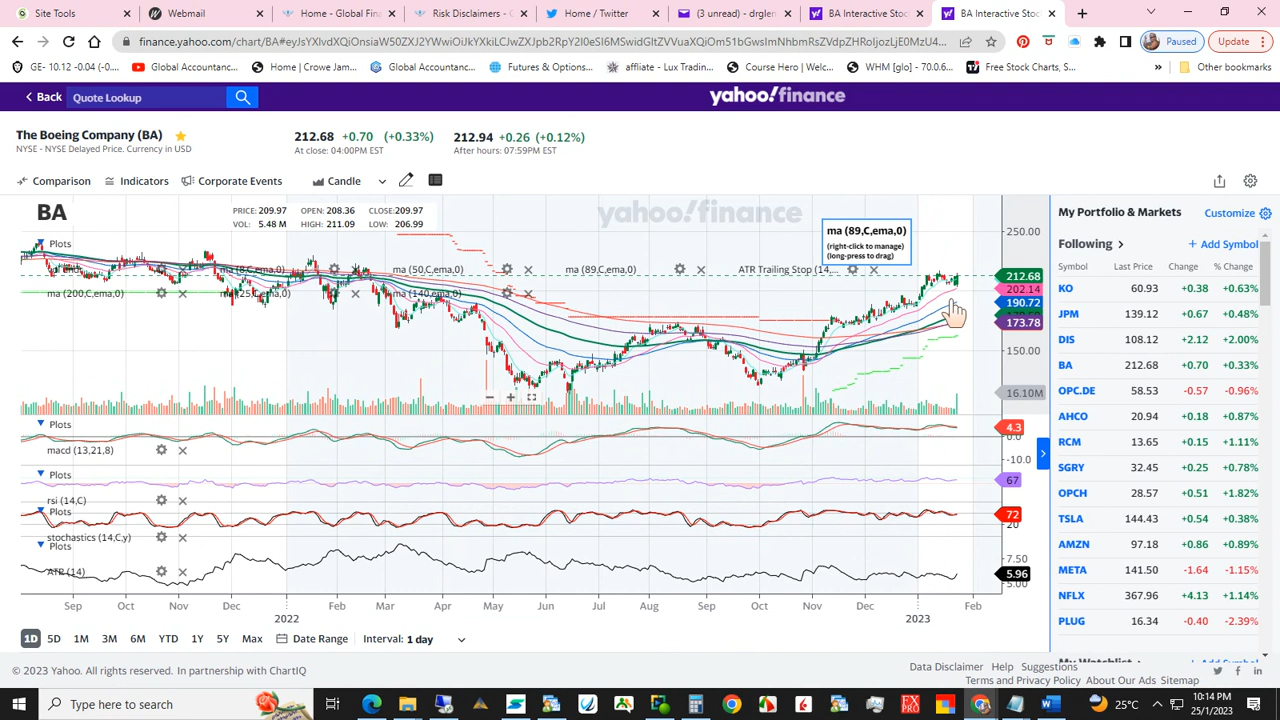 Site Tools
Webmail
Home - Global Fina
Risk Disclaimers - G
Home / Twitter
(3 unread) - drglen
BA Interactive Stoc
BA Interactive Stoc
finance.yahoo.com/chart/BA#
Paused
Update
GE- 10.12 -0.04 (-0....
Global Accountanc...
Home | Crowe Jam...
Global Accountanc...
Futures & Options...
affliate - Lux Tradin...
Course Hero | Welc...
WHM [glo] - 70.0.6...
Free Stock Charts, S...
»
Other bookmarks
Back
Quote Lookup
yahoo!finance
The Boeing Company (BA)
NYSE - NYSE Delayed Price. Currency in USD
212.68 +0.70 (+0.33%)
At close: 04:00PM EST
212.94 +0.26 (+0.12%)
After hours: 07:59PM EST
Comparison
Indicators
Corporate Events
Candle
BA
PRICE: 209.97 OPEN: 208.36 CLOSE: 209.97
VOL: 5.48 M HIGH: 211.09 LOW: 206.99
yahoo!finance
ma (89,C,ema,0)
(right-click to manage)
(long-press to drag)
Plots
ma (8,C,ema,0)
ma (50,C,ema,0)
ma (89,C,ema,0)
ATR Trailing Stop (14,...
ma (200,C,ema,0)
ma (25,C,ema,0)
ma (140,C,ema,0)
250.00
212.68
202.14
190.72
173.78
150.00
16.10M
Plots
macd (13,21,8)
4.3
0.0
-10.0
Plots
rsi (14,C)
67
Plots
stochastics (14,C,y)
72
20
Plots
ATR (14)
7.50
5.96
5.00
Sep Oct Nov Dec Feb Mar Apr May Jun Jul Aug Sep Oct Nov Dec Feb
2022 2023
1D 5D 1M 3M 6M YTD 1Y 5Y Max Date Range Interval: 1 day
© 2023 Yahoo. All rights reserved. In partnership with ChartIQ
My Portfolio & Markets Customize
Following + Add Symbol
Symbol Last Price Change % Change
KO 60.93 +0.38 +0.63%
JPM 139.12 +0.67 +0.48%
DIS 108.12 +2.12 +2.00%
BA 212.68 +0.70 +0.33%
OPC.DE 58.53 -0.57 -0.96%
AHCO 20.94 +0.18 +0.87%
RCM 13.65 +0.15 +1.11%
SGRY 32.45 +0.25 +0.78%
OPCH 28.57 +0.51 +1.82%
TSLA 144.43 +0.54 +0.38%
AMZN 97.18 +0.86 +0.89%
META 141.50 -1.64 -1.15%
NFLX 367.96 +4.13 +1.14%
PLUG 16.34 -0.40 -2.39%
Data Disclaimer Help Suggestions
Terms and Privacy Policy About Our Ads Sitemap
Type here to search
25°C
10:14 PM
25/1/2023